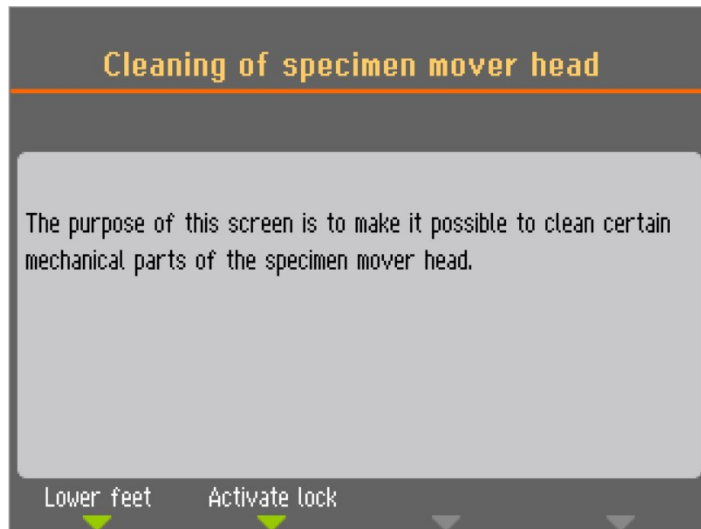 Cleaning of specimen mover head
The purpose of this screen is to make it possible to clean certain
mechanical parts of the specimen mover head.
Lower feet Activate lock